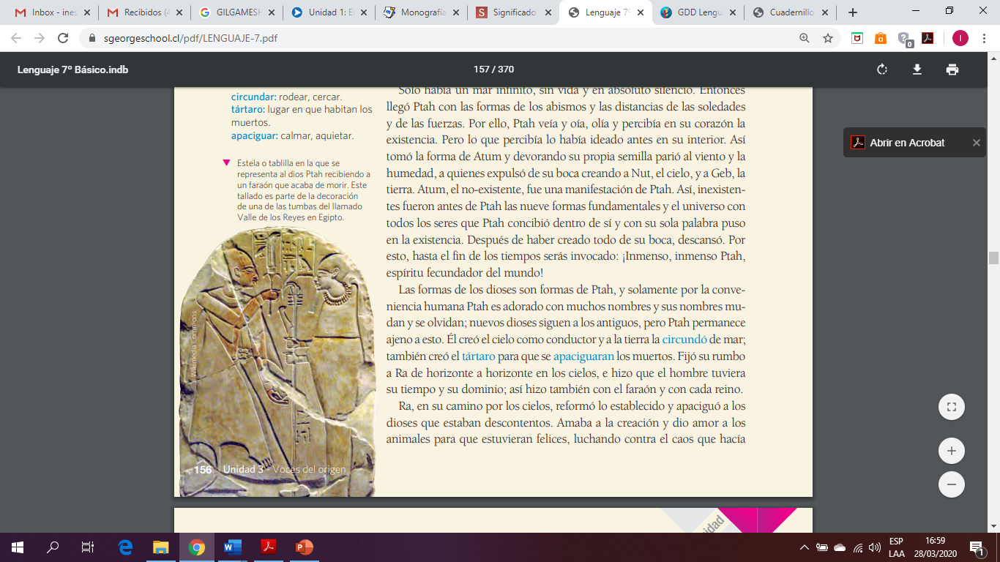 Inbox - ines
Recibidos (4
GILGAMESH
Unidad 1: E
Monografía
Significado
Lenguaje 7º
GDD Lengu
Cuadernillo
sgeorgeschool.cl/pdf/LENGUAJE-7.pdf
0
I
Lenguaje 7º Básico.indb
157 / 370
Abrir en Acrobat
circundar: rodear, cercar.
tártaro: lugar en que habitan los
muertos.
apaciguar: calmar, aquietar.
Estela o tablilla en la que se
representa al dios Ptah recibiendo a
un faraón que acaba de morir. Este
tallado es parte de la decoración
de una de las tumbas del llamado
Valle de los Reyes en Egipto.
Wikimedia Commons
156 Unidad 3 - Voces del origen
Solo había un mar infinito, sin vida y en absoluto silencio. Entonces
llegó Ptah con las formas de los abismos y las distancias de las soledades
y de las fuerzas. Por ello, Ptah veía y oía, olía y percibía en su corazón la
existencia. Pero lo que percibía lo había ideado antes en su interior. Así
tomó la forma de Atum y devorando su propia semilla parió al viento y la
humedad, a quienes expulsó de su boca creando a Nut, el cielo, y a Geb, la
tierra. Atum, el no-existente, fue una manifestación de Ptah. Así, inexisten-
tes fueron antes de Ptah las nueve formas fundamentales y el universo con
todos los seres que Ptah concibió dentro de sí y con su sola palabra puso
en la existencia. Después de haber creado todo de su boca, descansó. Por
esto, hasta el fin de los tiempos serás invocado: ¡Inmenso, inmenso Ptah,
espíritu fecundador del mundo!
Las formas de los dioses son formas de Ptah, y solamente por la conve-
niencia humana Ptah es adorado con muchos nombres y sus nombres mu-
dan y se olvidan; nuevos dioses siguen a los antiguos, pero Ptah permanece
ajeno a esto. Él creó el cielo como conductor y a la tierra la circundó de mar;
también creó el tártaro para que se apaciguaran los muertos. Fijó su rumbo
a Ra de horizonte a horizonte en los cielos, e hizo que el hombre tuviera
su tiempo y su dominio; así hizo también con el faraón y con cada reino.
Ra, en su camino por los cielos, reformó lo establecido y apaciguó a los
dioses que estaban descontentos. Amaba a la creación y dio amor a los
animales para que estuvieran felices, luchando contra el caos que hacía
idad
ESP
LAA
16:59
28/03/2020
1